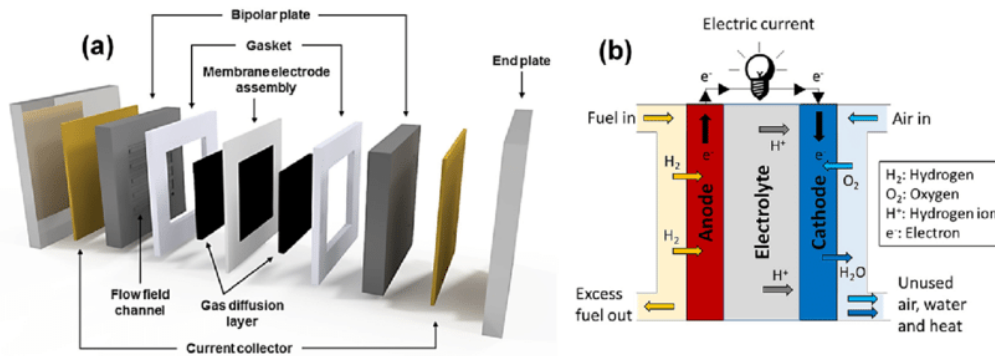 (a)
Bipolar plate
Gasket
Membrane electrode
assembly
End plate
Flow field
channel
Gas diffusion
layer
Current collector
(b)
Electric current
e-
e-
Fuel in
Air in
H+
e-
e-
H2
O2
Anode
Electrolyte
Cathode
H2
H+
H2O
Excess
fuel out
Unused
air, water
and heat
H2: Hydrogen
O2: Oxygen
H+: Hydrogen ion
e-: Electron